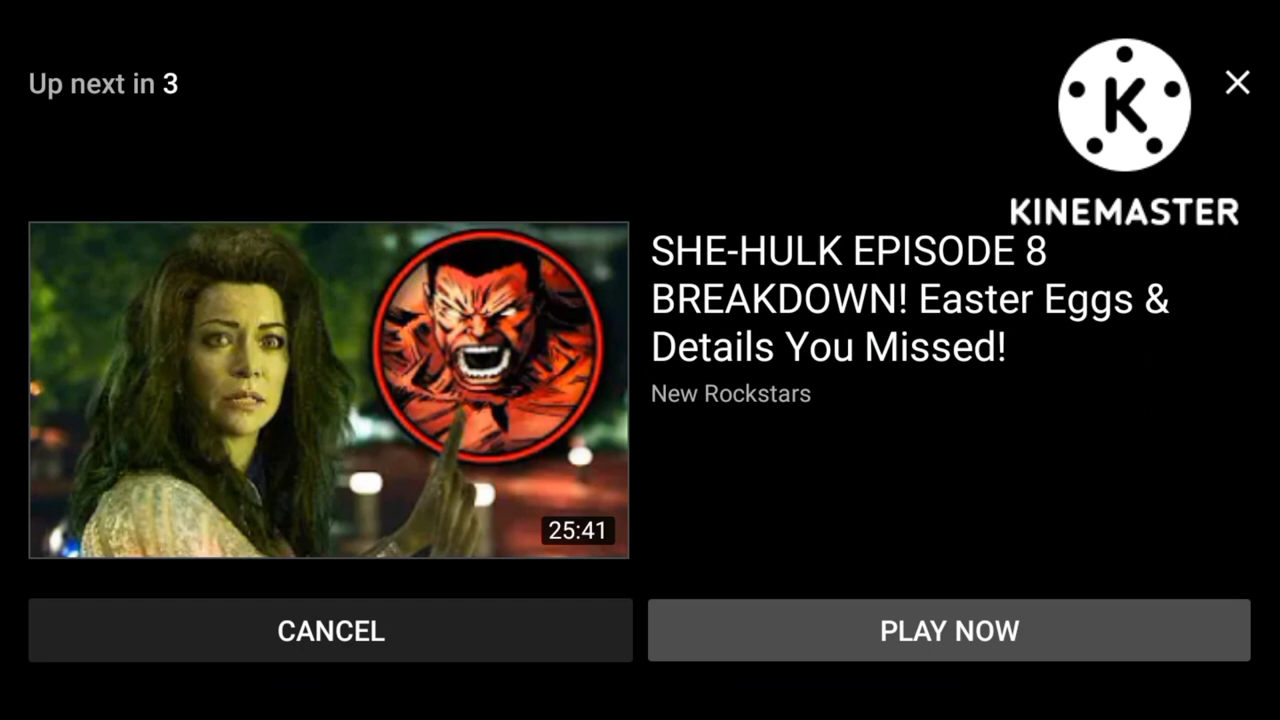 Up next in 3
K
KINEMASTER
SHE-HULK EPISODE 8
BREAKDOWN! Easter Eggs &
Details You Missed!
New Rockstars
25:41
CANCEL
PLAY NOW